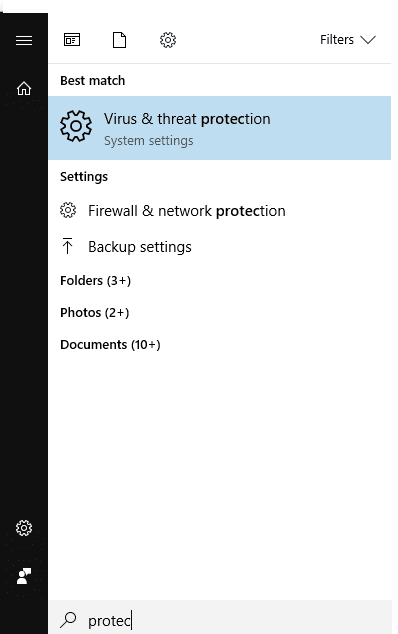 Filters
Best match
Virus & threat protection
System settings
Settings
Firewall & network protection
Backup settings
Folders (3+)
Photos (2+)
Documents (10+)
protec